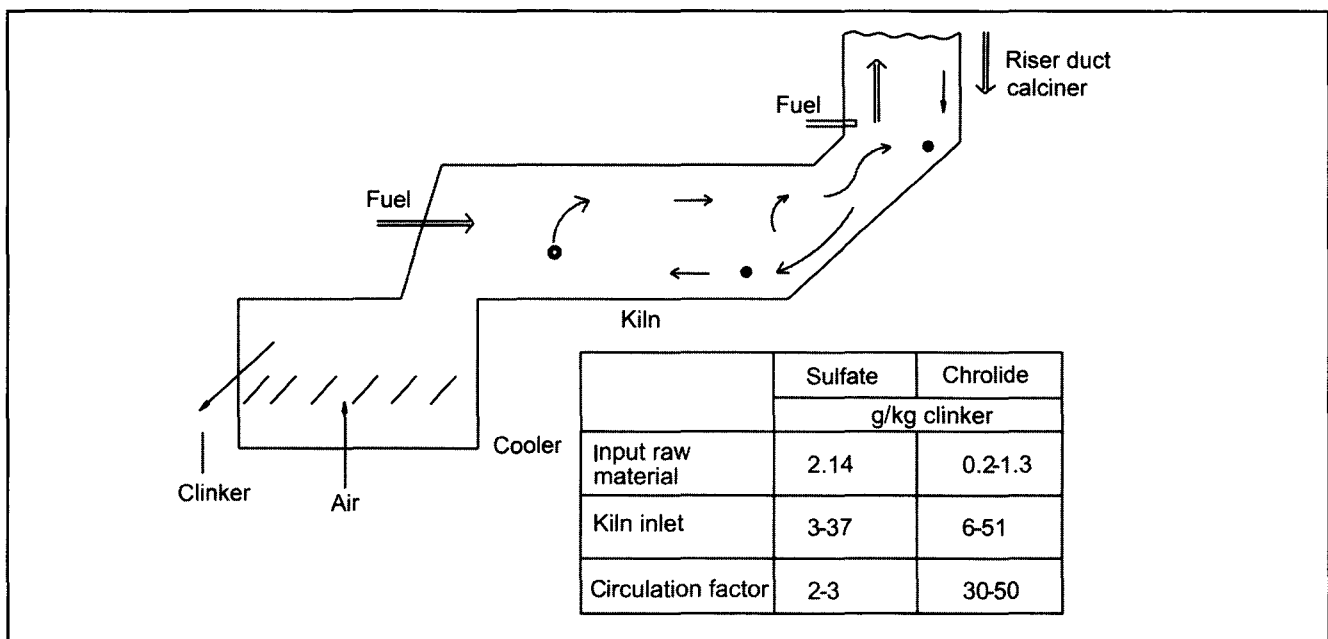 Riser duct
calciner
Fuel
Fuel
Kiln
Cooler
Clinker
Air
Sulfate Chrolide
g/kg clinker
Input raw
material 2.14 0.2-1.3
Kiln inlet 3-37 6-51
Circulation factor 2-3 30-50